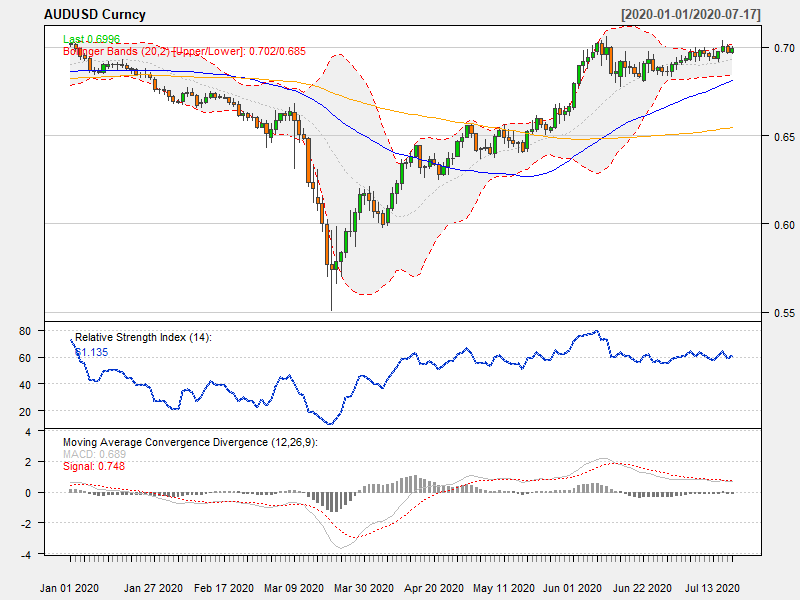 AUDUSD Curncy [2020-01-01/2020-07-17]
Last 0.6996
Bollinger Bands (20,2) [Upper/Lower]: 0.702/0.685
0.70
0.65
0.60
0.55
Relative Strength Index (14):
61.135
80
60
40
20
Moving Average Convergence Divergence (12,26,9):
MACD: 0.689
Signal: 0.748
4
2
0
-2
-4
Jan 01 2020 Jan 27 2020 Feb 17 2020 Mar 09 2020 Mar 30 2020 Apr 20 2020 May 11 2020 Jun 01 2020 Jun 22 2020 Jul 13 2020